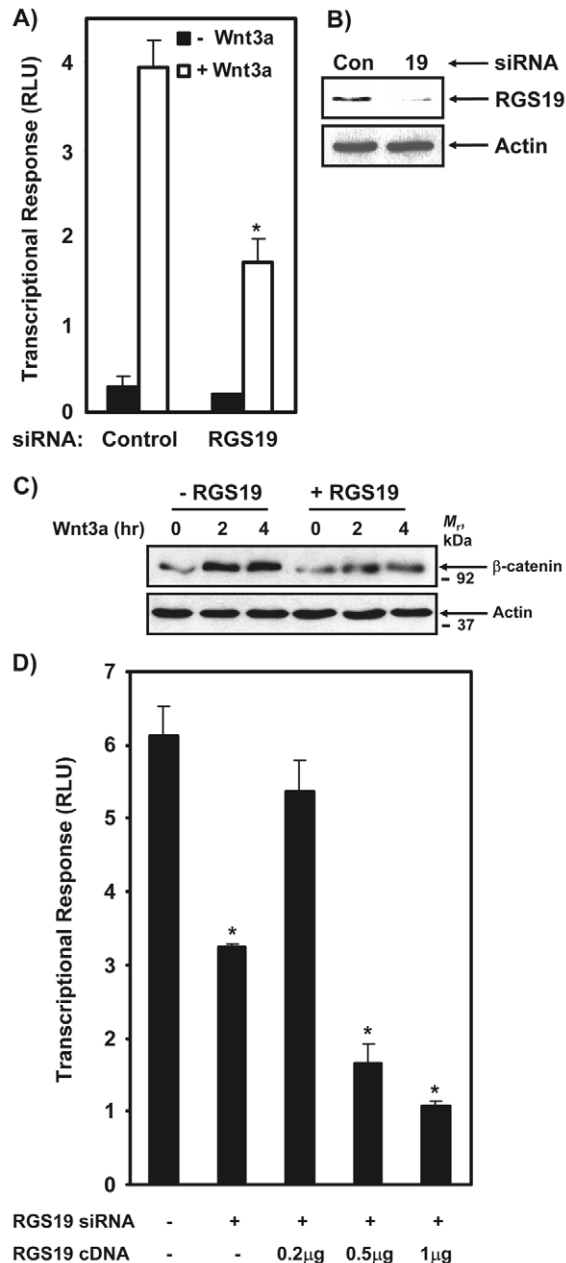 A)
- Wnt3a
+ Wnt3a
Transcriptional Response (RLU)
4
3
2
1
0
*
siRNA: Control RGS19
B)
Con 19 siRNA
RGS19
Actin
C)
- RGS19 + RGS19
Wnt3a (hr) 0 2 4 0 2 4 Mr, kDa
β-catenin
- 92
Actin
- 37
D)
Transcriptional Response (RLU)
7
6
5
4
3
2
1
0
*
*
*
RGS19 siRNA - + + + +
RGS19 cDNA - - 0.2μg 0.5μg 1μg